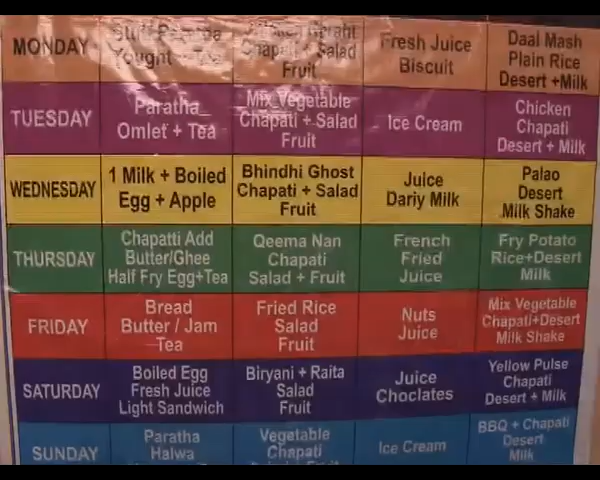 MONDAY
Yought + Tea
Chapati + Salad
Fruit
Fresh Juice
Biscuit
Daal Mash
Plain Rice
Desert +Milk
TUESDAY
Paratha
Omlet + Tea
Mix Vegetable
Chapati + Salad
Fruit
Ice Cream
Chicken
Chapati
Desert + Milk
WEDNESDAY
1 Milk + Boiled
Egg + Apple
Bhindhi Ghost
Chapati + Salad
Fruit
Juice
Dariy Milk
Palao
Desert
Milk Shake
THURSDAY
Chapatti Add
Butter/Ghee
Half Fry Egg+Tea
Qeema Nan
Chapati
Salad + Fruit
French
Fried
Juice
Fry Potato
Rice+Desert
Milk
FRIDAY
Bread
Butter / Jam
Tea
Fried Rice
Salad
Fruit
Nuts
Juice
Mix Vegetable
Chapati+Desert
Milk Shake
SATURDAY
Boiled Egg
Fresh Juice
Light Sandwich
Biryani + Raita
Salad
Fruit
Juice
Choclates
Yellow Pulse
Chapati
Desert + Milk
SUNDAY
Paratha
Halwa
Vegetable
Chapati
Ice Cream
BBQ + Chapati
Desert
Milk